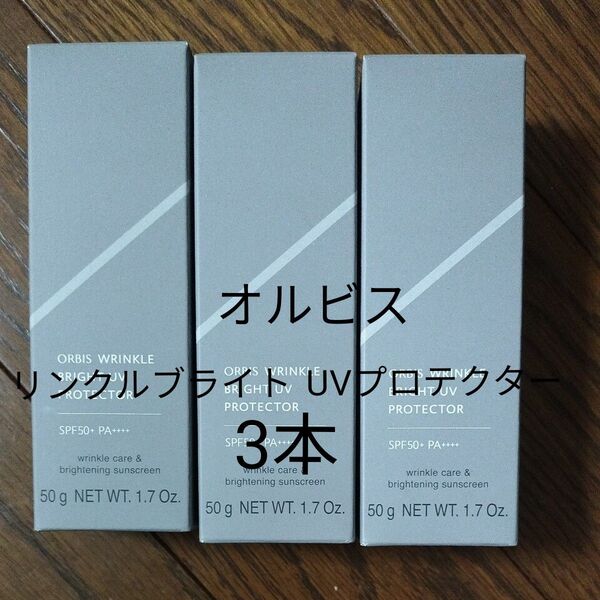 オルビス
リンクルブライト UVプロテクター
3本
ORBIS WRINKLE
BRIGHT UV
PROTECTOR
SPF50+ PA++++
wrinkle care &
brightening sunscreen
50 g NET WT. 1.7 Oz.
ORBIS WRINKLE
BRIGHT UV
PROTECTOR
SPF50+ PA++++
wrinkle care &
brightening sunscreen
50 g NET WT. 1.7 Oz.
ORBIS WRINKLE
BRIGHT UV
PROTECTOR
SPF50+ PA++++
wrinkle care &
brightening sunscreen
50 g NET WT. 1.7 Oz.